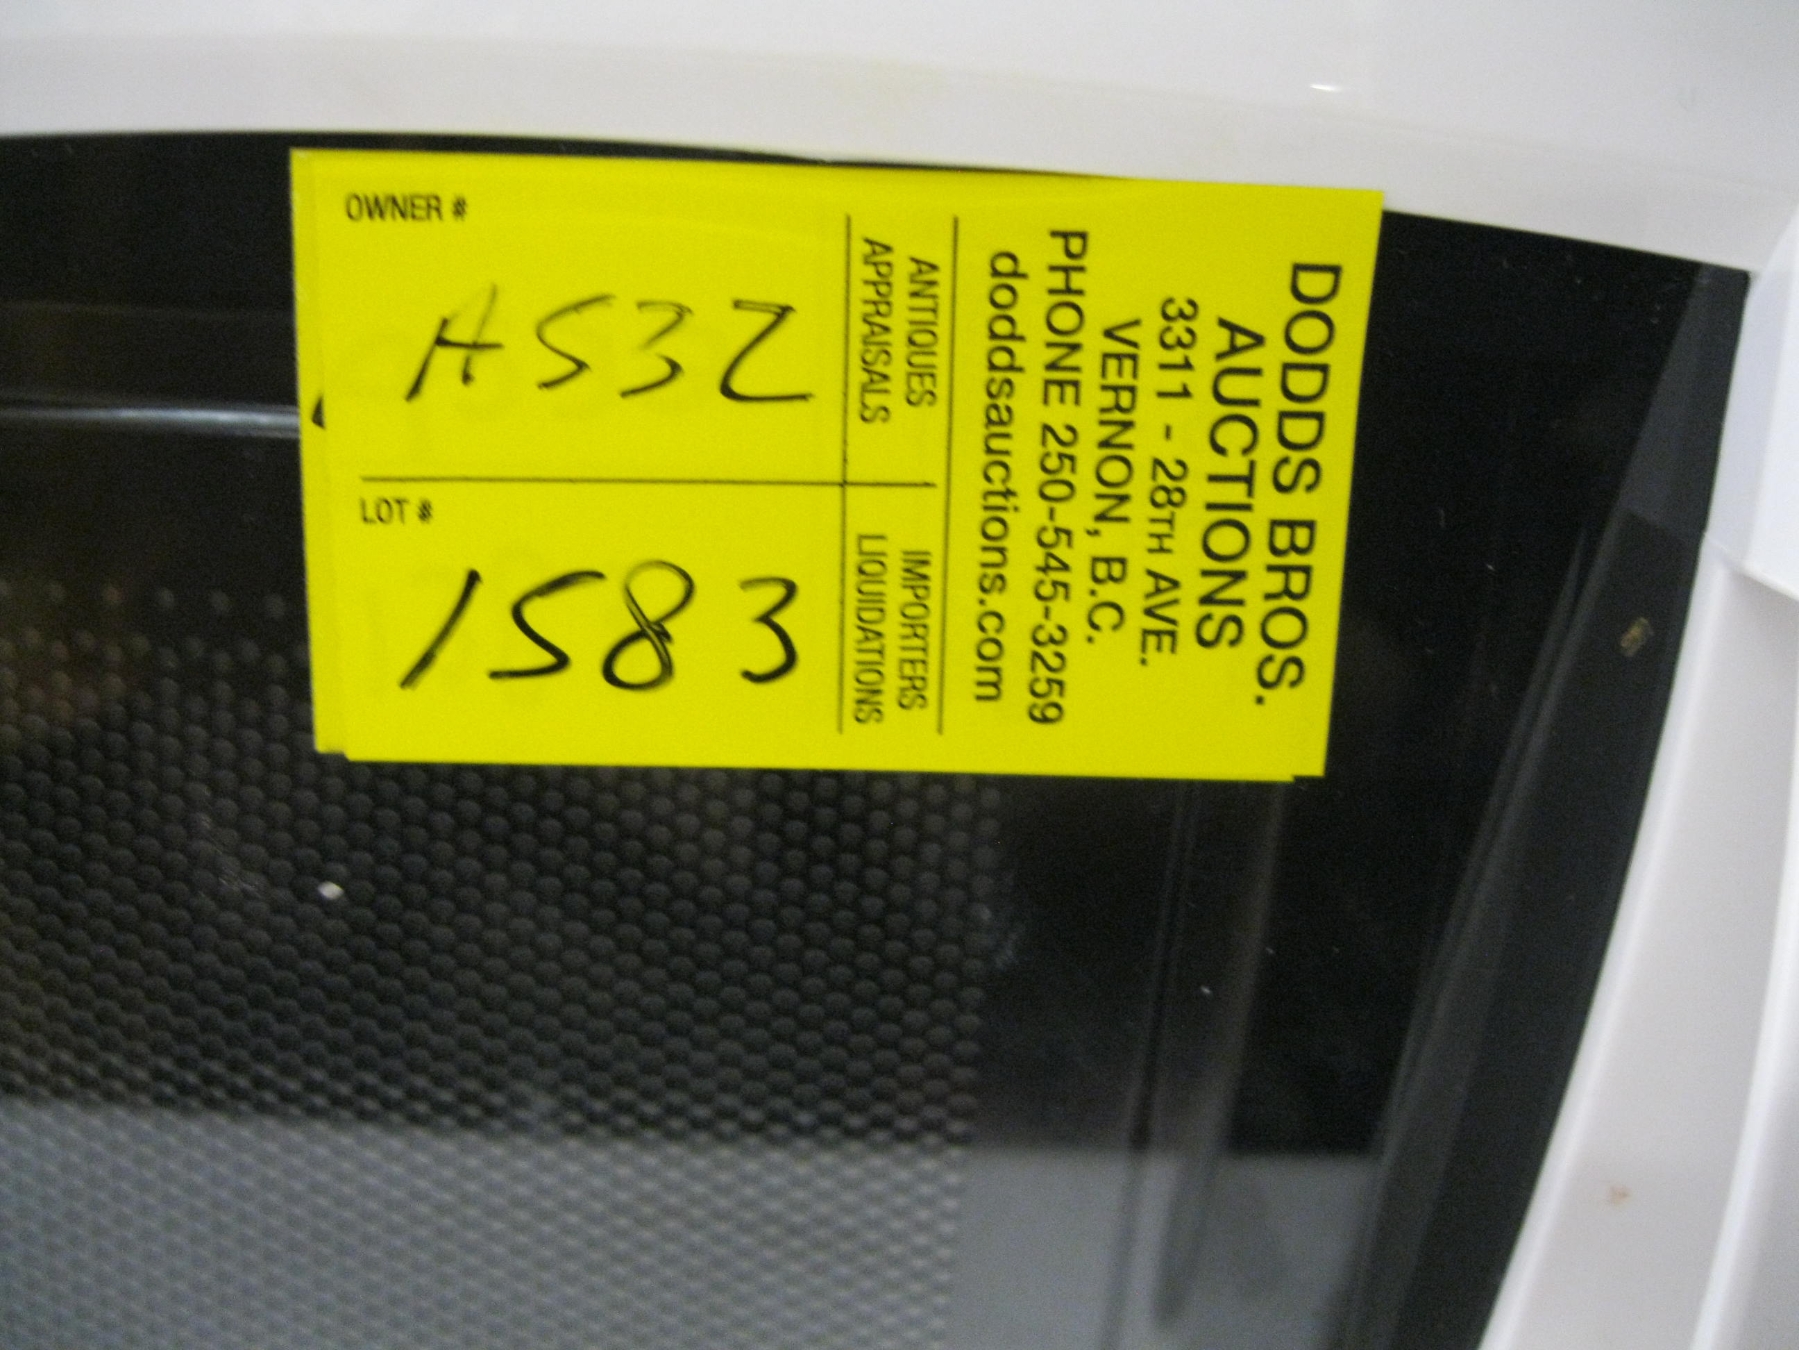 DODDS BROS.
AUCTIONS
3311 - 28TH AVE.
VERNON, B.C.
PHONE 250-545-3259
doddsauctions.com
ANTIQUES IMPORTERS
APPRAISALS LIQUIDATIONS
OWNER #
A532
LOT #
1583